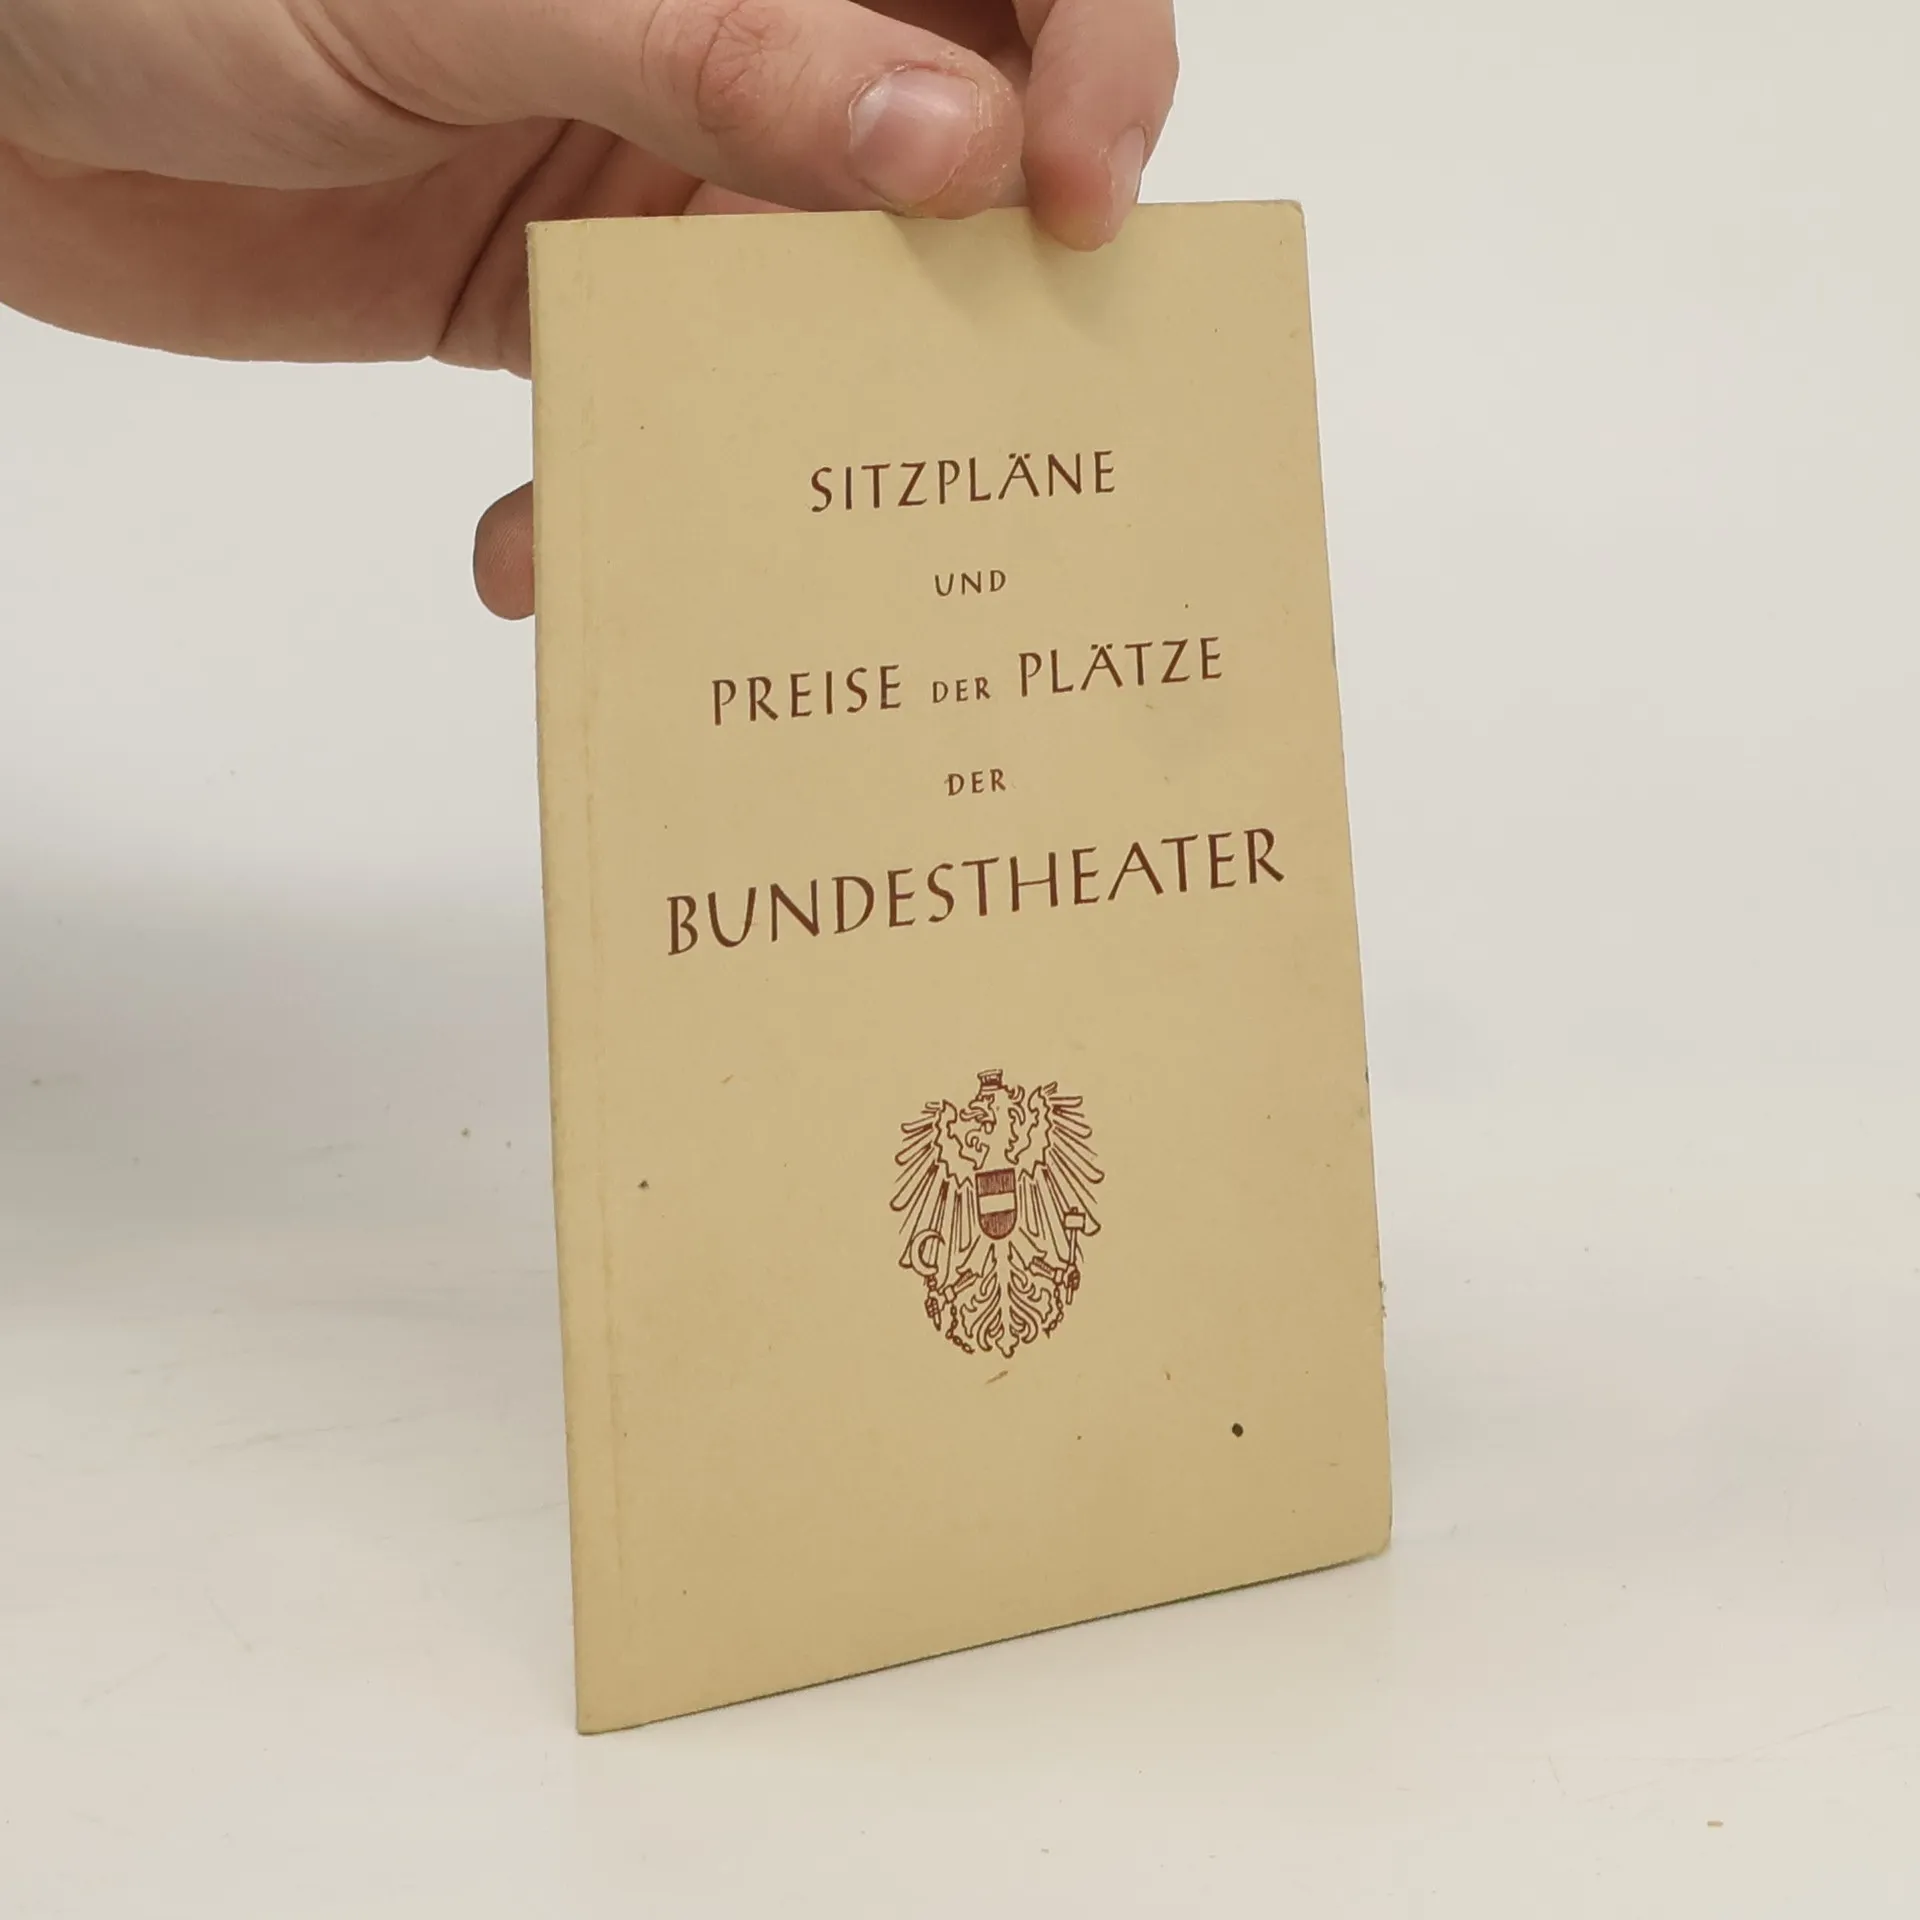 SITZPLÄNE
UND
PREISE DER PLÄTZE
DER
BUNDESTHEATER